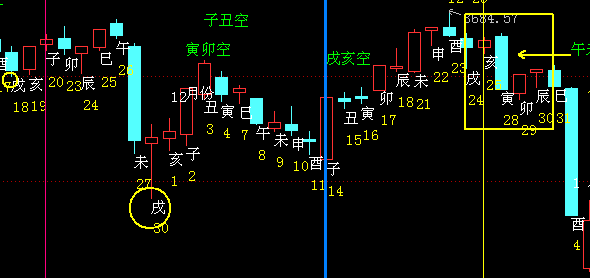 子丑空
寅卯空
戌亥空
午未
3684.57
12月份
戌
18
亥
19
子
20
卯
23
辰
24
巳
25
午
26
未
27
戌
30
亥
1
子
2
丑
3
寅
4
巳
7
午
8
未
9
申
10
酉
11
子
14
丑
15
寅
16
卯
17
辰
18
未
21
申
22
酉
23
戌
24
亥
25
寅
28
卯
29
辰
30
巳
31
酉
4